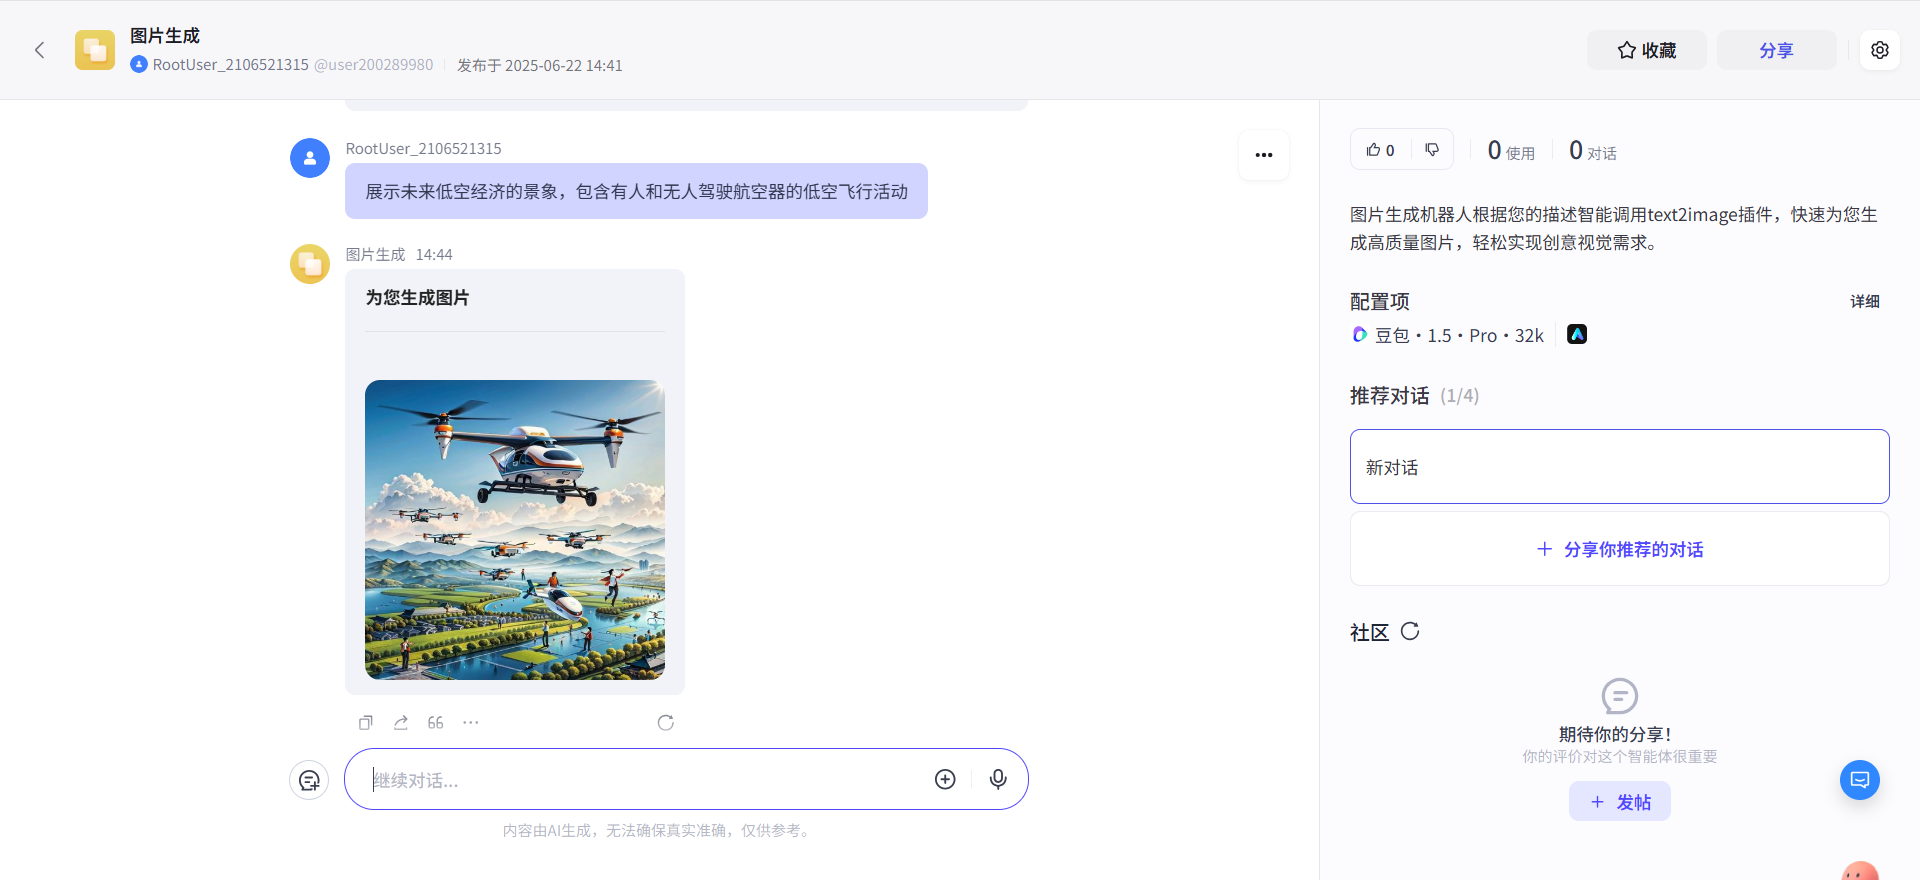 图片生成
RootUser_2106521315 @user200289980 发布于 2025-06-22 14:41
收藏
分享
RootUser_2106521315
展示未来低空经济的景象，包含有人和无人驾驶航空器的低空飞行活动
图片生成 14:44
为您生成图片
继续对话...
内容由AI生成，无法确保真实准确，仅供参考。
0
0 使用
0 对话
图片生成机器人根据您的描述智能调用text2image插件，快速为您生
成高质量图片，轻松实现创意视觉需求。
配置项
详细
豆包·1.5·Pro·32k
推荐对话 (1/4)
新对话
+ 分享你推荐的对话
社区
期待你的分享！
你的评价对这个智能体很重要
+ 发帖